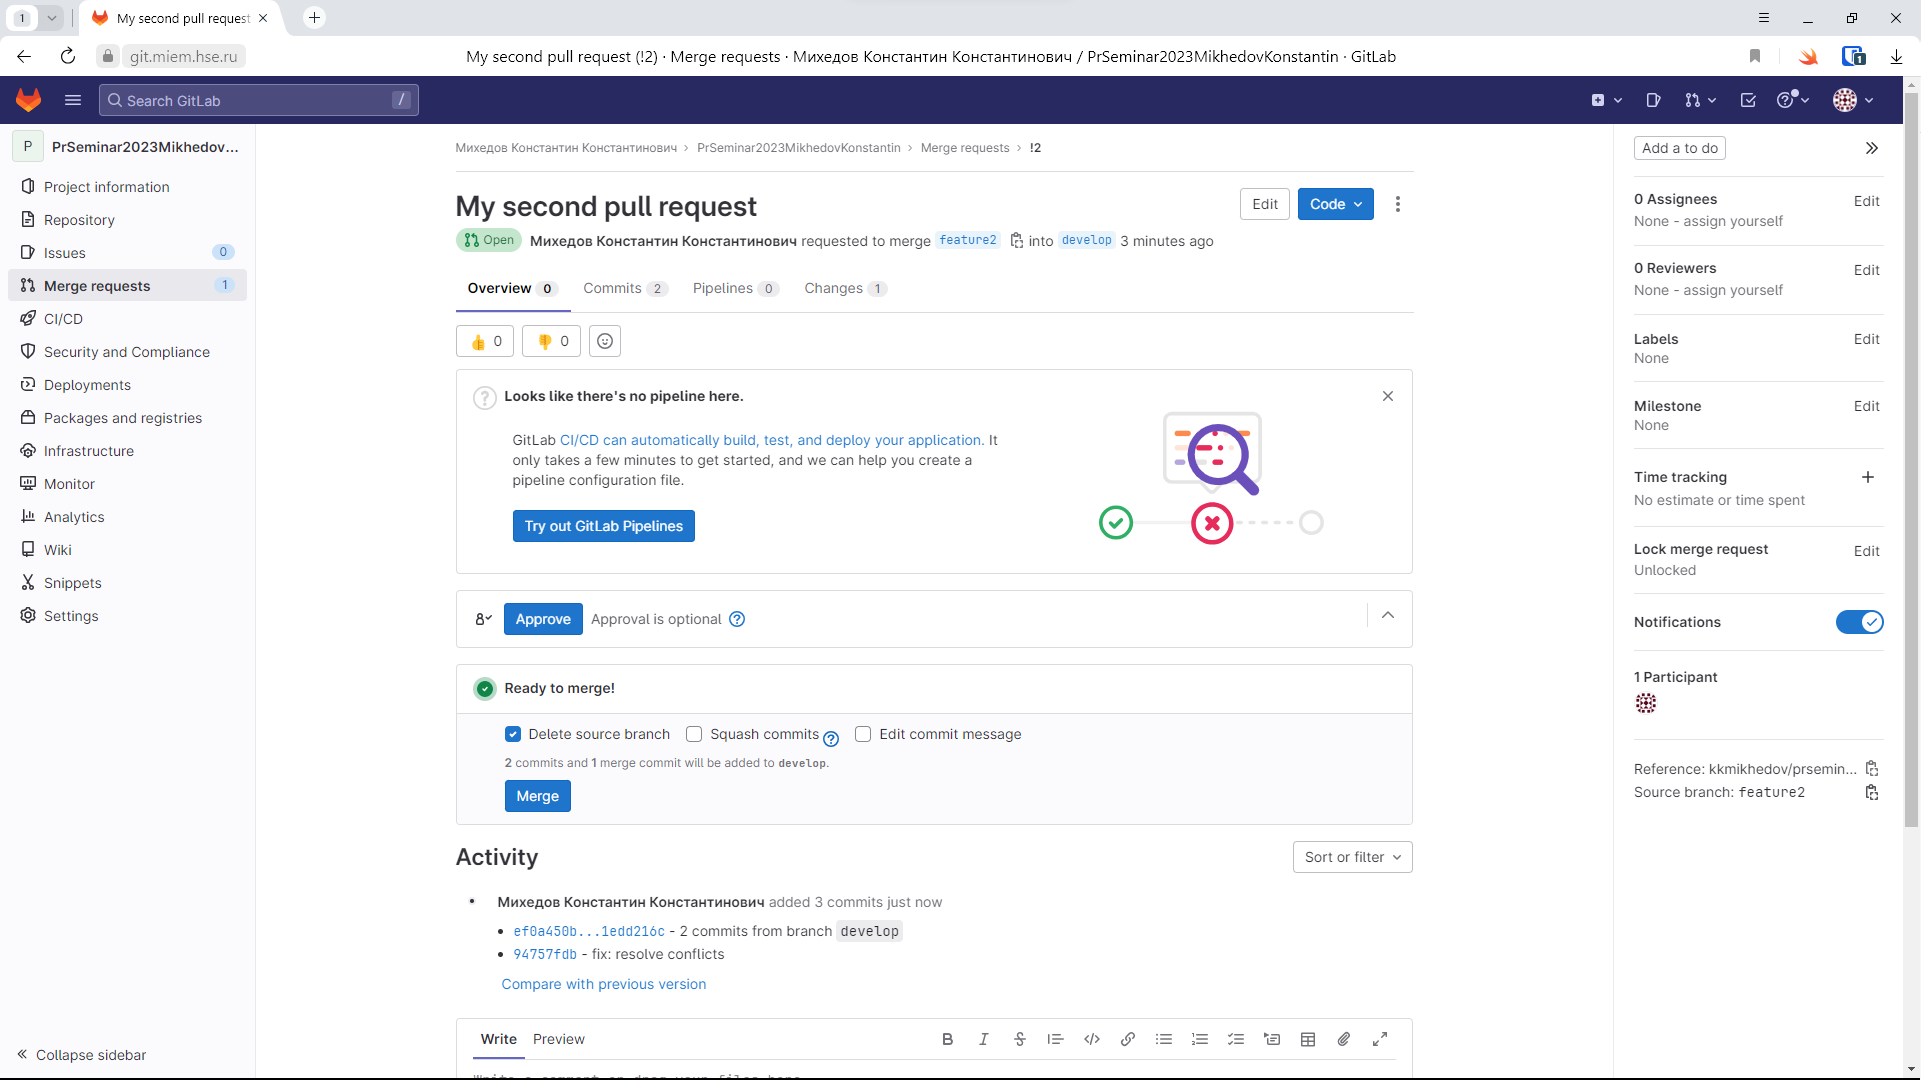 1
My second pull request
git.miem.hse.ru
My second pull request (!2) · Merge requests · Михедов Константин Константинович / PrSeminar2023MikhedovKonstantin · GitLab
1
Search GitLab
/
P
PrSeminar2023Mikhedov...
Project information
Repository
Issues 0
Merge requests 1
CI/CD
Security and Compliance
Deployments
Packages and registries
Infrastructure
Monitor
Analytics
Wiki
Snippets
Settings
Collapse sidebar
Михедов Константин Константинович › PrSeminar2023MikhedovKonstantin › Merge requests › !2
My second pull request
Edit
Code
Open
Михедов Константин Константинович requested to merge feature2 into develop 3 minutes ago
Overview 0
Commits 2
Pipelines 0
Changes 1
0
0
Looks like there's no pipeline here.
GitLab CI/CD can automatically build, test, and deploy your application. It
only takes a few minutes to get started, and we can help you create a
pipeline configuration file.
Try out GitLab Pipelines
Approve
Approval is optional
Ready to merge!
Delete source branch
Squash commits
Edit commit message
2 commits and 1 merge commit will be added to develop.
Merge
Activity
Sort or filter
Михедов Константин Константинович added 3 commits just now
ef0a450b...1edd216c - 2 commits from branch develop
94757fdb - fix: resolve conflicts
Compare with previous version
Write
Preview
Write a comment or drag your files here...
Add a to do
0 Assignees
Edit
None - assign yourself
0 Reviewers
Edit
None - assign yourself
Labels
Edit
None
Milestone
Edit
None
Time tracking
No estimate or time spent
Lock merge request
Edit
Unlocked
Notifications
1 Participant
Reference: kkmikhedov/prsemin...
Source branch: feature2